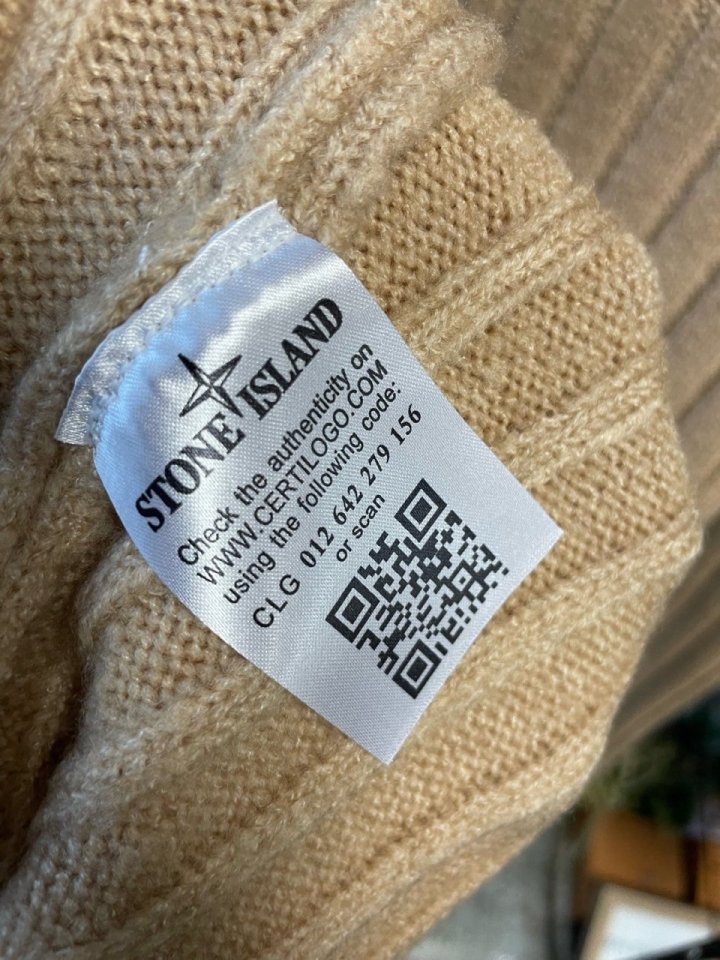 STONE ISLAND
Check the authenticity on
WWW.CERTILOGO.COM
using the following code:
CLG 012 642 279 156
or scan